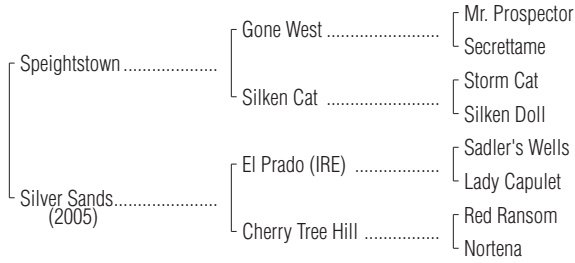 Mr. Prospector
Gone West ........................
Secrettame
Speightstown ...................
Storm Cat
Silken Cat ........................
Silken Doll
Sadler's Wells
El Prado (IRE) ..................
Lady Capulet
Silver Sands.....................
(2005)
Red Ransom
Cherry Tree Hill ................
Nortena